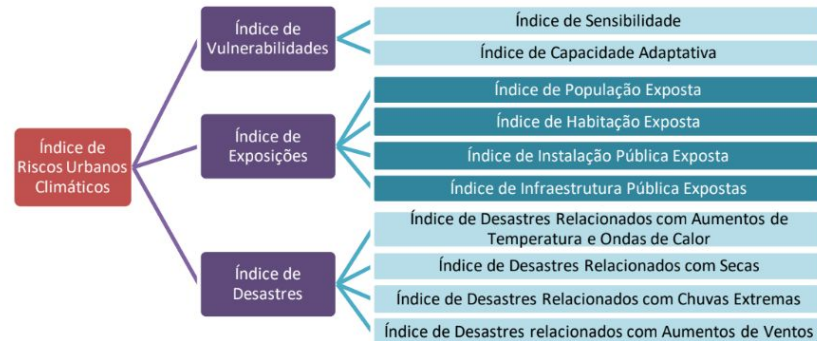 Índice de
Riscos Urbanos
Climáticos
Índice de
Vulnerabilidades
Índice de Sensibilidade
Índice de Capacidade Adaptativa
Índice de
Exposições
Índice de População Exposta
Índice de Habitação Exposta
Índice de Instalação Pública Exposta
Índice de Infraestrutura Pública Expostas
Índice de
Desastres
Índice de Desastres Relacionados com Aumentos de
Temperatura e Ondas de Calor
Índice de Desastres Relacionados com Secas
Índice de Desastres Relacionados com Chuvas Extremas
Índice de Desastres relacionados com Aumentos de Ventos